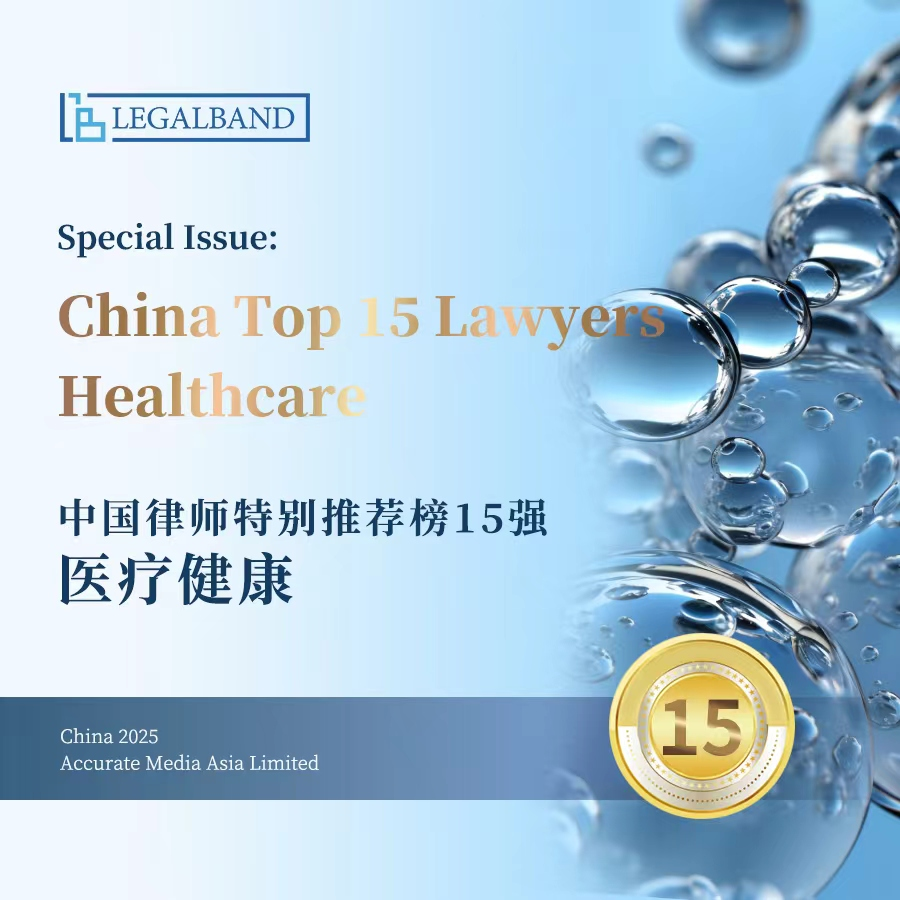 LEGALBAND
Special Issue:
China Top 15 Lawyers
Healthcare
中国律师特别推荐榜15强
医疗健康
China 2025
Accurate Media Asia Limited
15